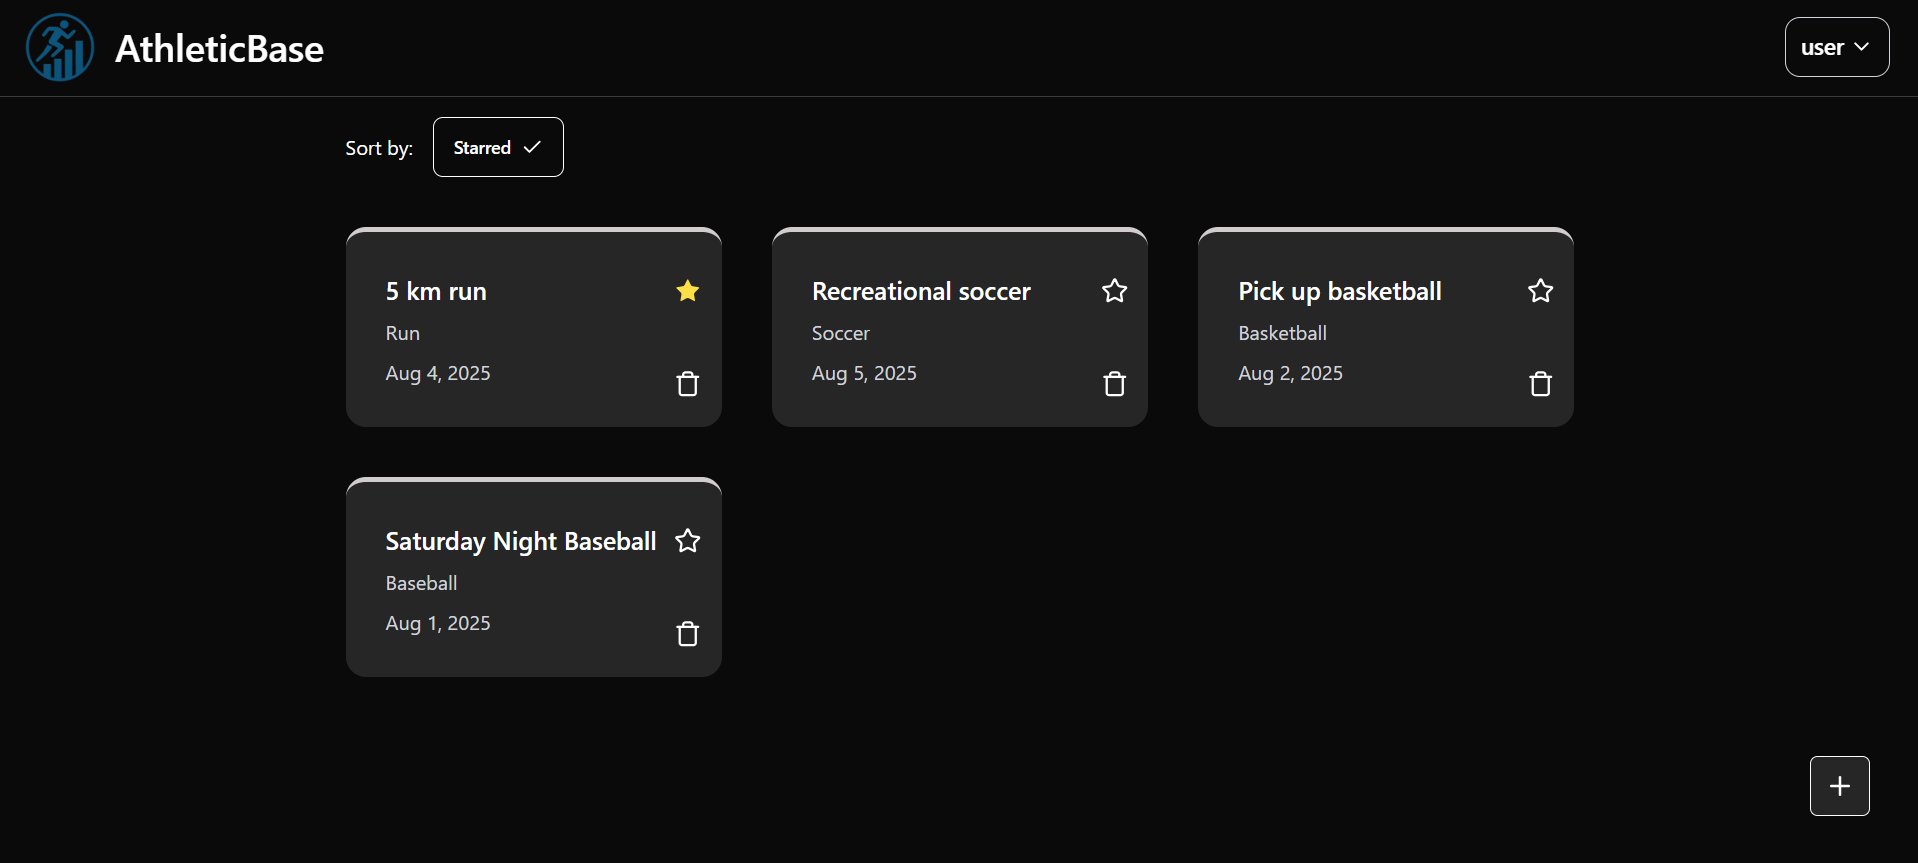 AthleticBase
user
Sort by:
Starred
5 km run
Run
Aug 4, 2025
Recreational soccer
Soccer
Aug 5, 2025
Pick up basketball
Basketball
Aug 2, 2025
Saturday Night Baseball
Baseball
Aug 1, 2025